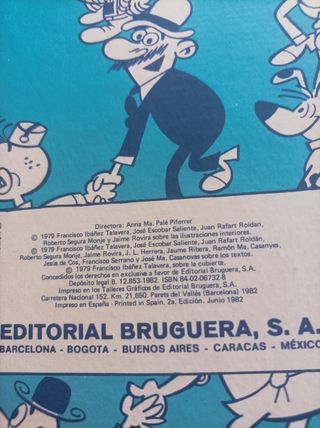 Directora: Anna Ma. Palé Piferrer
© 1979 Francisco Ibáñez Talavera, José Escobar Saliente, Juan Rafart Roldan,
Roberto Segura Monje y Jaime Rovira sobre las ilustraciones interiores.
© 1979 Francisco Ibáñez Talavera, José Escobar Saliente, Juan Rafart Roldán,
Roberto Segura Monje, Jaime Rovira, J. L. Herrera, Jaume Ribera, Ramón Ma. Casanyes,
Jesús de Cos, Francisco Serrano y José Ma. Casanovas sobre los textos.
© 1979 Francisco Ibáñez Talavera, sobre la cubierta.
Concedidos los derechos en exclusiva a favor de Editorial Bruguera, S.A.
Depósito legal B. 12.853-1982 ISBN 84-02-06732-8
Impreso en los Talleres Gráficos de Editorial Bruguera, S.A.
Carretera Nacional 152. Km. 21,650, Parets del Vallés (Barcelona) 1982
Impreso en España - Printed in Spain. 2a. Edición. Junio 1982
EDITORIAL BRUGUERA, S. A.
BARCELONA - BOGOTA - BUENOS AIRES - CARACAS - MÉXICO